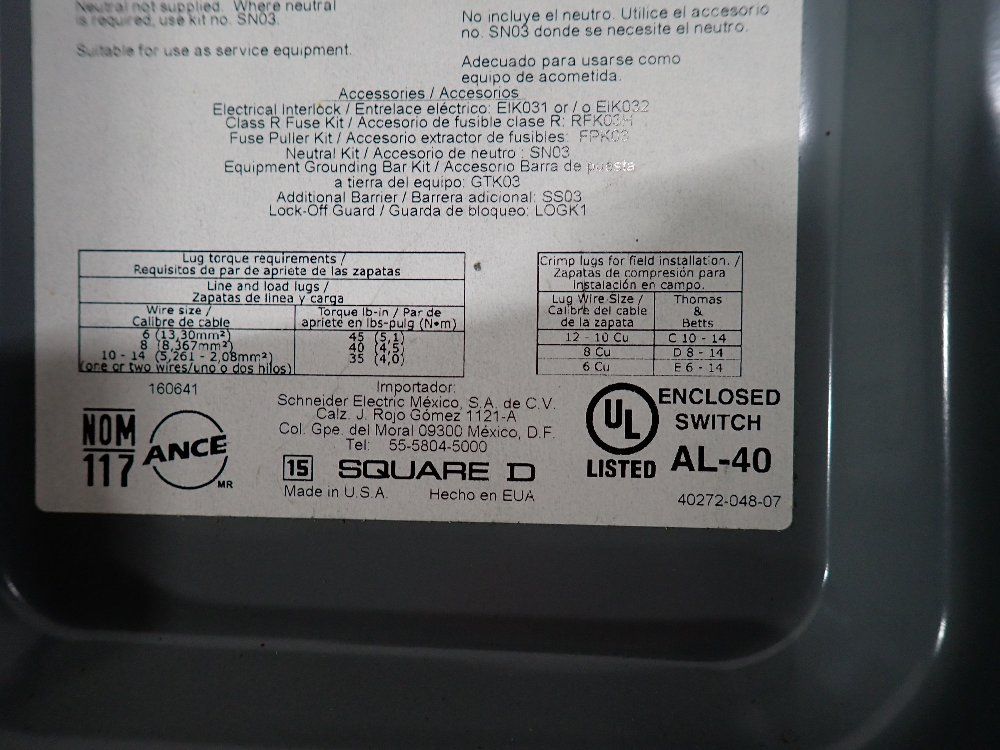 Neutral not supplied. Where neutral
is required, use kit no. SN03.
Suitable for use as service equipment.
No incluye el neutro. Utilice el accesorio
no. SN03 donde se necesite el neutro.
Adecuado para usarse como
equipo de acometida.
Accessories / Accesorios
Electrical Interlock / Entrelace eléctrico: EIK031 or / o EIK032
Class R Fuse Kit / Accesorio de fusible clase R: RFK03H
Fuse Puller Kit / Accesorio extractor de fusibles: FPK03
Neutral Kit / Accesorio de neutro : SN03
Equipment Grounding Bar Kit / Accesorio Barra de puesta
a tierra del equipo: GTK03
Additional Barrier / Barrera adicional: SS03
Lock-Off Guard / Guarda de bloqueo: LOGK1
Lug torque requirements /
Requisitos de par de apriete de las zapatas
Line and load lugs /
Zapatas de línea y carga
Wire size /
Calibre de cable
Torque lb-in / Par de
apriete en lbs-pulg (N•m)
6 (13,30mm²) 45 (5,1)
8 (8,367mm²) 40 (4,5)
10 - 14 (5,261 - 2,08mm²) 35 (4,0)
(one or two wires/uno o dos hilos)
Crimp lugs for field installation. /
Zapatas de compresión para
instalación en campo.
Lug Wire Size /
Calibre del cable
de la zapata
Thomas
&
Betts
12 - 10 Cu C 10 - 14
8 Cu D 8 - 14
6 Cu E 6 - 14
160641
NOM
117
ANCE
MR
Importador:
Schneider Electric México, S.A. de C.V.
Calz. J. Rojo Gómez 1121-A
Col. Gpe. del Moral 09300 México, D.F.
Tel: 55-5804-5000
15 SQUARE D
Made in U.S.A. Hecho en EUA
UL
LISTED
ENCLOSED
SWITCH
AL-40
40272-048-07